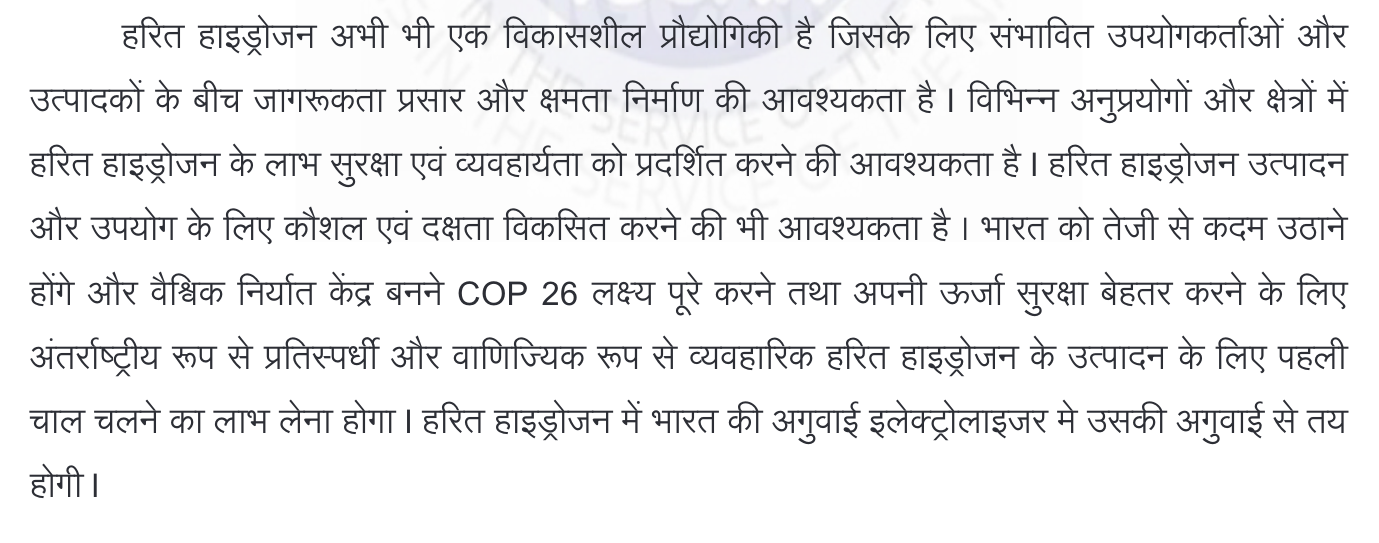 हरित हाइड्रोजन अभी भी एक विकासशील प्रौद्योगिकी है जिसके लिए संभावित उपयोगकर्ताओं और
उत्पादकों के बीच जागरूकता प्रसार और क्षमता निर्माण की आवश्यकता है। विभिन्न अनुप्रयोगों और क्षेत्रों में
हरित हाइड्रोजन के लाभ सुरक्षा एवं व्यवहार्यता को प्रदर्शित करने की आवश्यकता है। हरित हाइड्रोजन उत्पादन
और उपयोग के लिए कौशल एवं दक्षता विकसित करने की भी आवश्यकता है । भारत को तेजी से कदम उठाने
होंगे और वैश्विक निर्यात केंद्र बनने COP 26 लक्ष्य पूरे करने तथा अपनी ऊर्जा सुरक्षा बेहतर करने के लिए
अंतर्राष्ट्रीय रूप से प्रतिस्पर्धी और वाणिज्यिक रूप से व्यवहारिक हरित हाइड्रोजन के उत्पादन के लिए पहली
चाल चलने का लाभ लेना होगा। हरित हाइड्रोजन में भारत की अगुवाई इलेक्ट्रोलाइजर मे उसकी अगुवाई से तय
होगी।